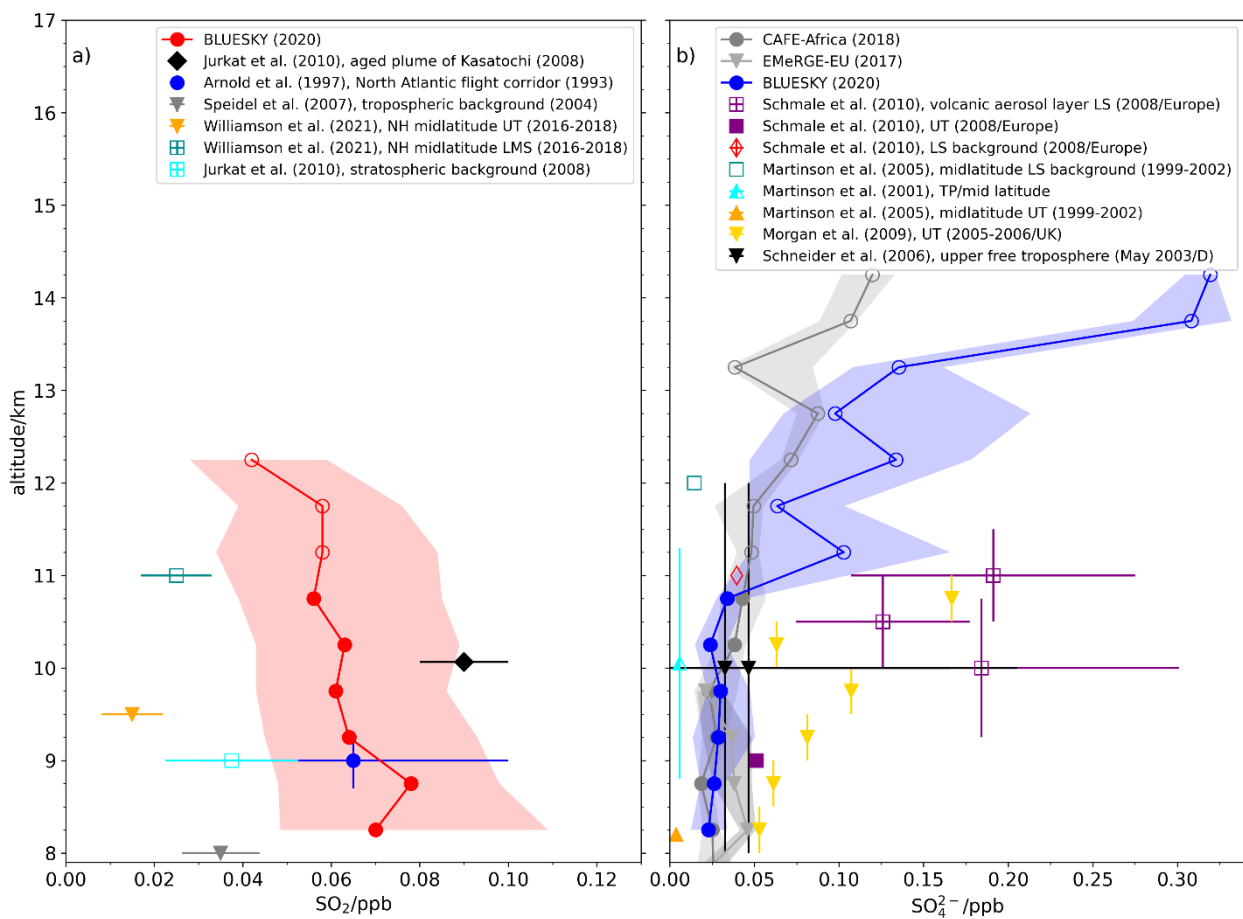 a)
BLUESKY (2020)
Jurkat et al. (2010), aged plume of Kasatochi (2008)
Arnold et al. (1997), North Atlantic flight corridor (1993)
Speidel et al. (2007), tropospheric background (2004)
Williamson et al. (2021), NH midlatitude UT (2016-2018)
Williamson et al. (2021), NH midlatitude LMS (2016-2018)
Jurkat et al. (2010), stratospheric background (2008)
17
16
15
14
13
12
11
10
9
8
altitude/km
0.00
0.02
0.04
0.06
0.08
0.10
0.12
SO₂/ppb
b)
CAFE-Africa (2018)
EMeRGE-EU (2017)
BLUESKY (2020)
Schmale et al. (2010), volcanic aerosol layer LS (2008/Europe)
Schmale et al. (2010), UT (2008/Europe)
Schmale et al. (2010), LS background (2008/Europe)
Martinson et al. (2005), midlatitude LS background (1999-2002)
Martinson et al. (2001), TP/mid latitude
Martinson et al. (2005), midlatitude UT (1999-2002)
Morgan et al. (2009), UT (2005-2006/UK)
Schneider et al. (2006), upper free troposphere (May 2003/D)
0.00
0.05
0.10
0.15
0.20
0.25
0.30
SO₄²⁻/ppb